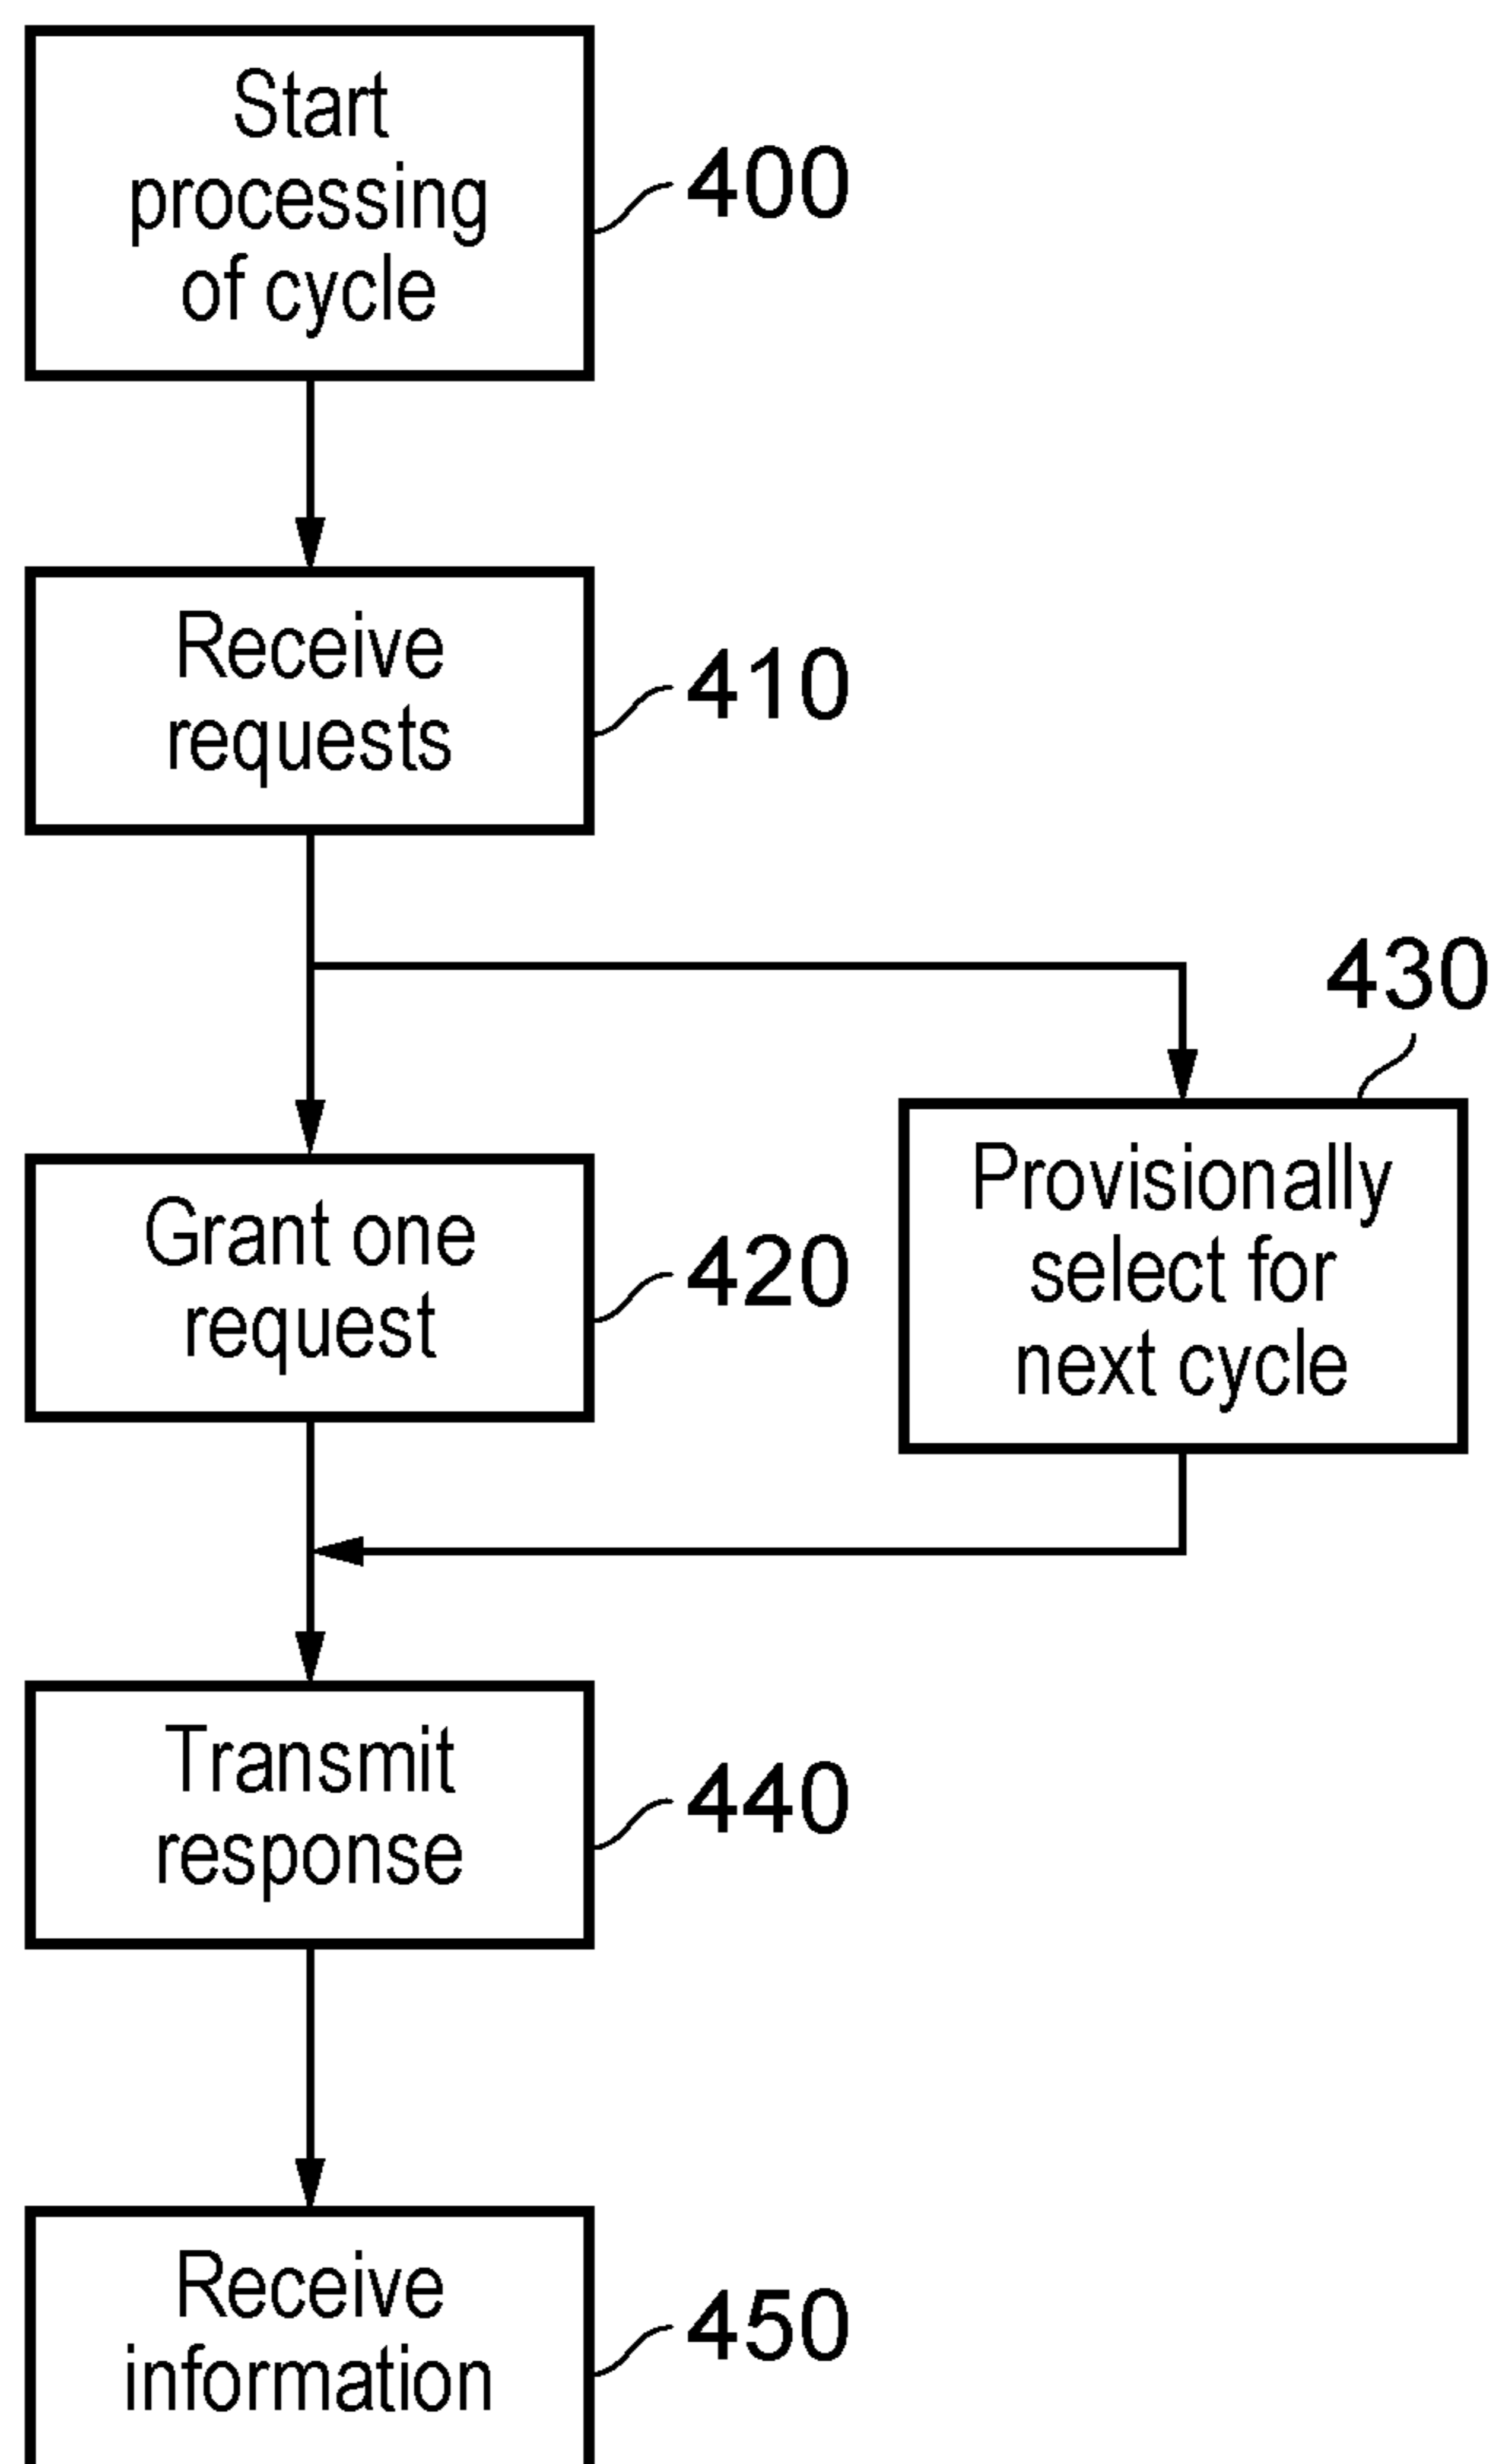 Start
processing
of cycle
400
Receive
requests
410
430
Provisionally
select for
next cycle
Grant one
request
420
Transmit
response
440
Receive
information
450